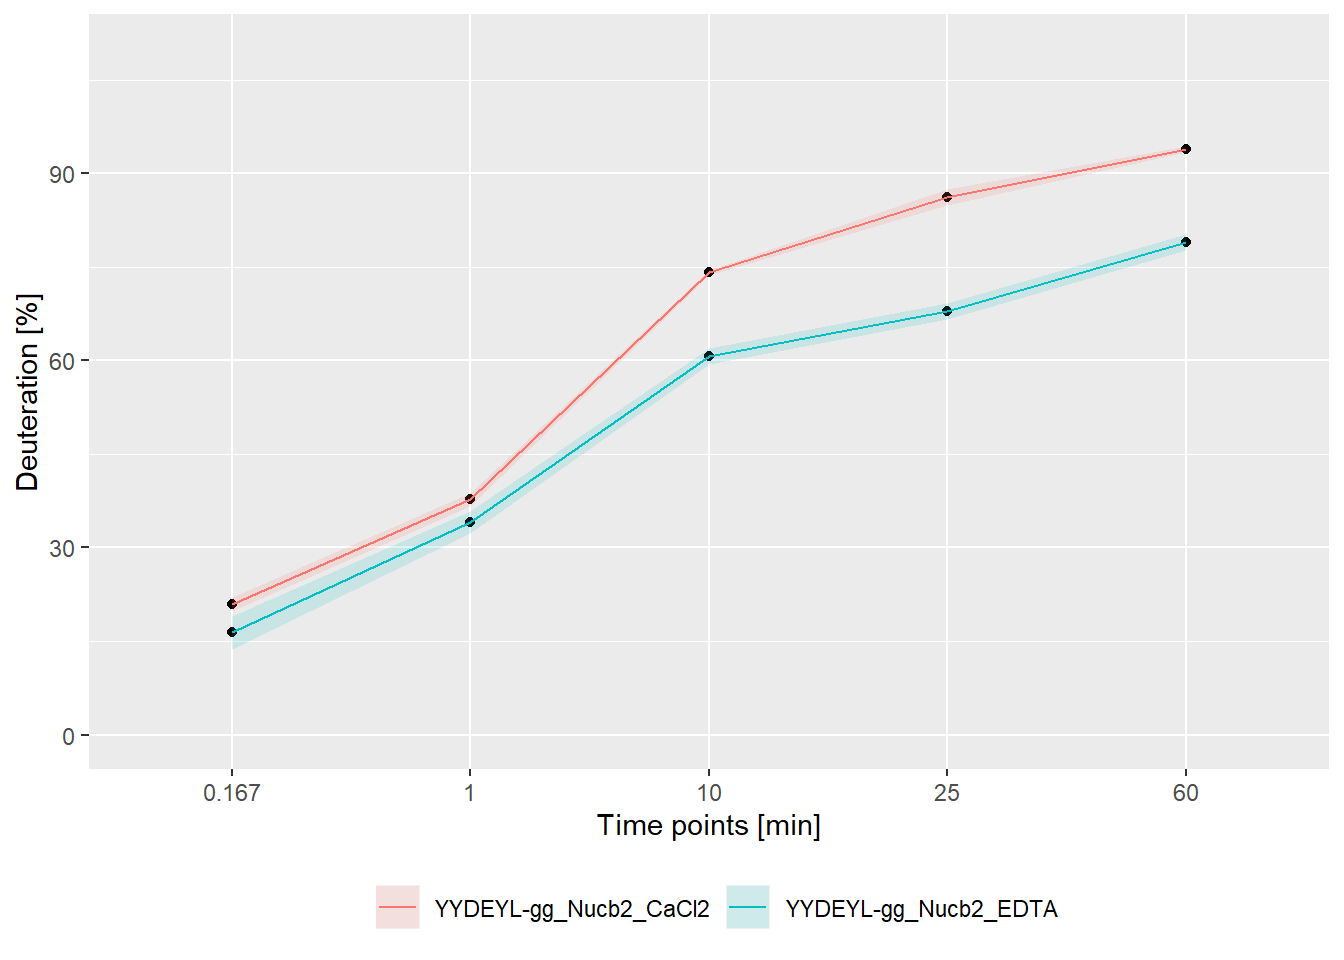 Deuteration [%]
90
60
30
0
0.167 1 10 25 60
Time points [min]
YYDEYL-gg_Nucb2_CaCl2 YYDEYL-gg_Nucb2_EDTA